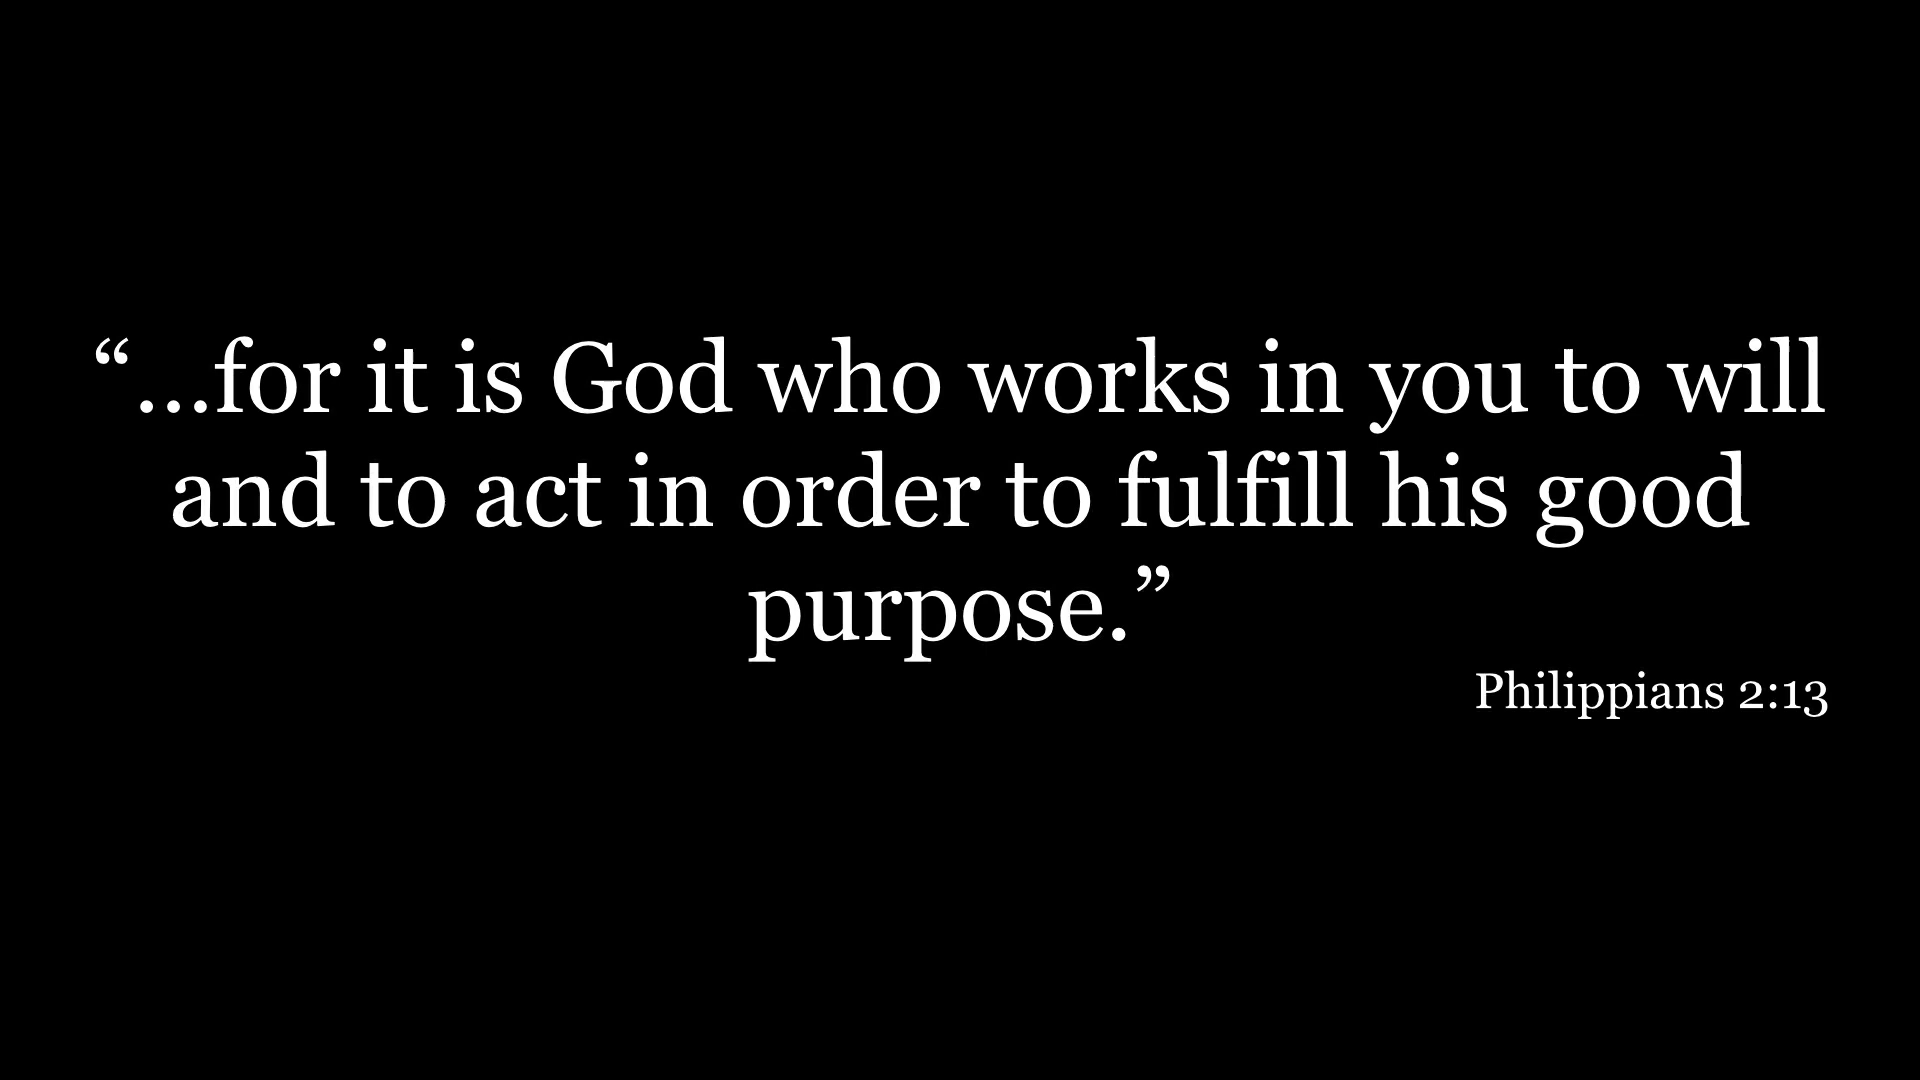 “…for it is God who works in you to will
and to act in order to fulfill his good
purpose.”
Philippians 2:13